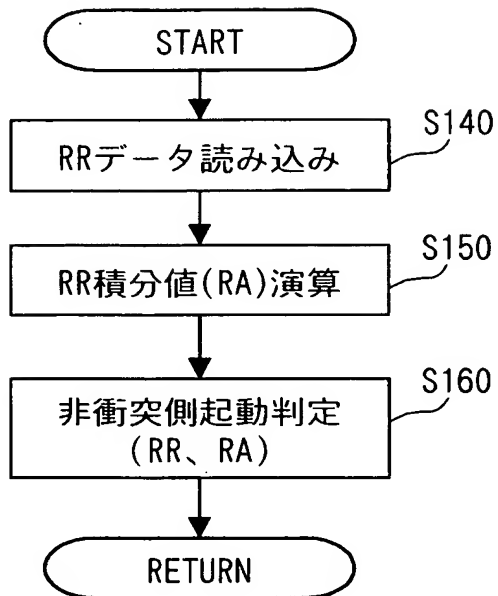 START
S140
RRデータ読み込み
S150
RR積分値(RA)演算
S160
非衝突側起動判定
(RR、RA)
RETURN